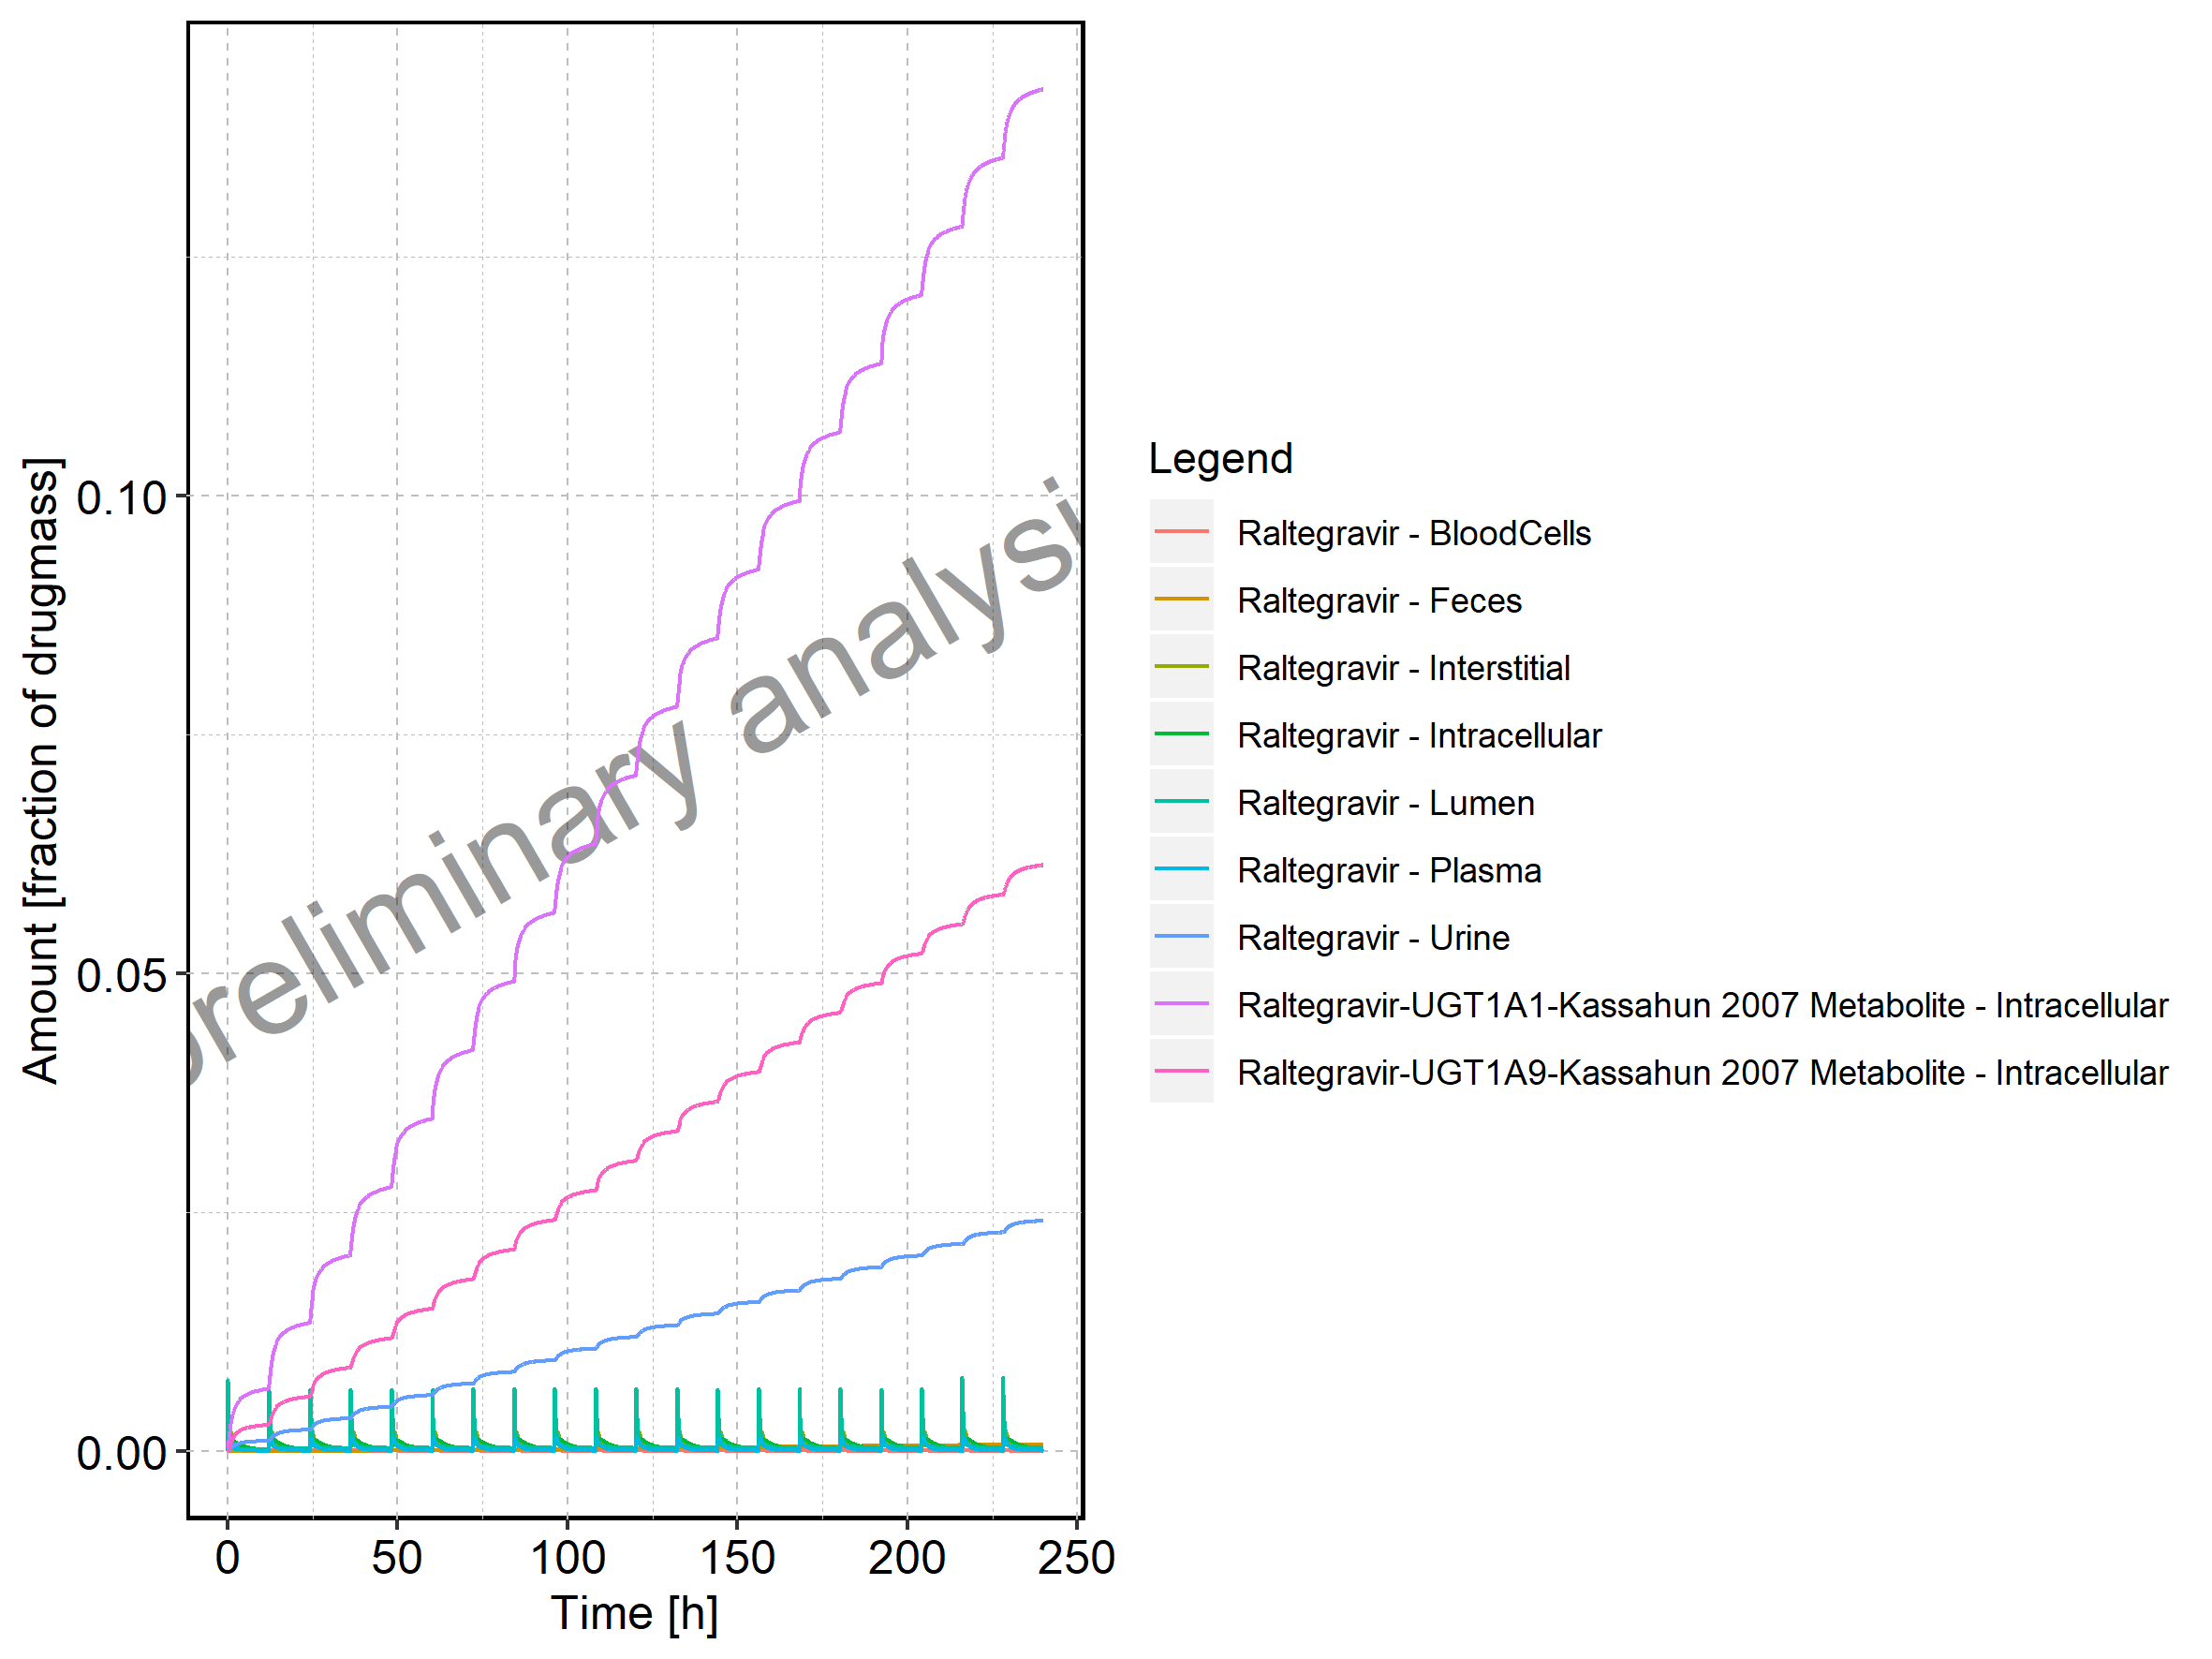 Amount [fraction of drugmass]
0.10
0.05
0.00
preliminary analysi
0
50
100
150
200
250
Time [h]
Legend
Raltegravir - BloodCells
Raltegravir - Feces
Raltegravir - Interstitial
Raltegravir - Intracellular
Raltegravir - Lumen
Raltegravir - Plasma
Raltegravir - Urine
Raltegravir-UGT1A1-Kassahun 2007 Metabolite - Intracellular
Raltegravir-UGT1A9-Kassahun 2007 Metabolite - Intracellular